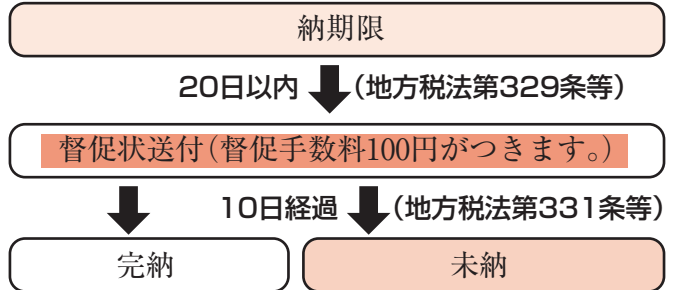 納期限
20日以内 (地方税法第329条等)
督促状送付(督促手数料100円がつきます。)
10日経過 (地方税法第331条等)
完納 未納